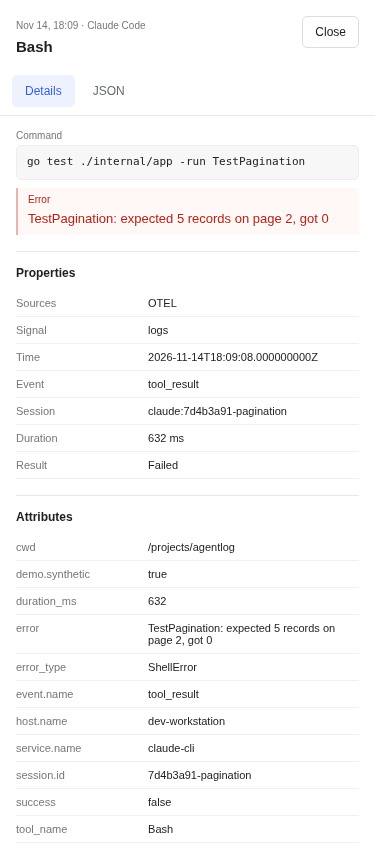 Nov 14, 18:09 · Claude Code
Bash
Close
Details
JSON
Command
go test ./internal/app -run TestPagination
Error
TestPagination: expected 5 records on page 2, got 0
Properties
Sources OTEL
Signal logs
Time 2026-11-14T18:09:08.000000000Z
Event tool_result
Session claude:7d4b3a91-pagination
Duration 632 ms
Result Failed
Attributes
cwd /projects/agentlog
demo.synthetic true
duration_ms 632
error TestPagination: expected 5 records on
page 2, got 0
error_type ShellError
event.name tool_result
host.name dev-workstation
service.name claude-cli
session.id 7d4b3a91-pagination
success false
tool_name Bash